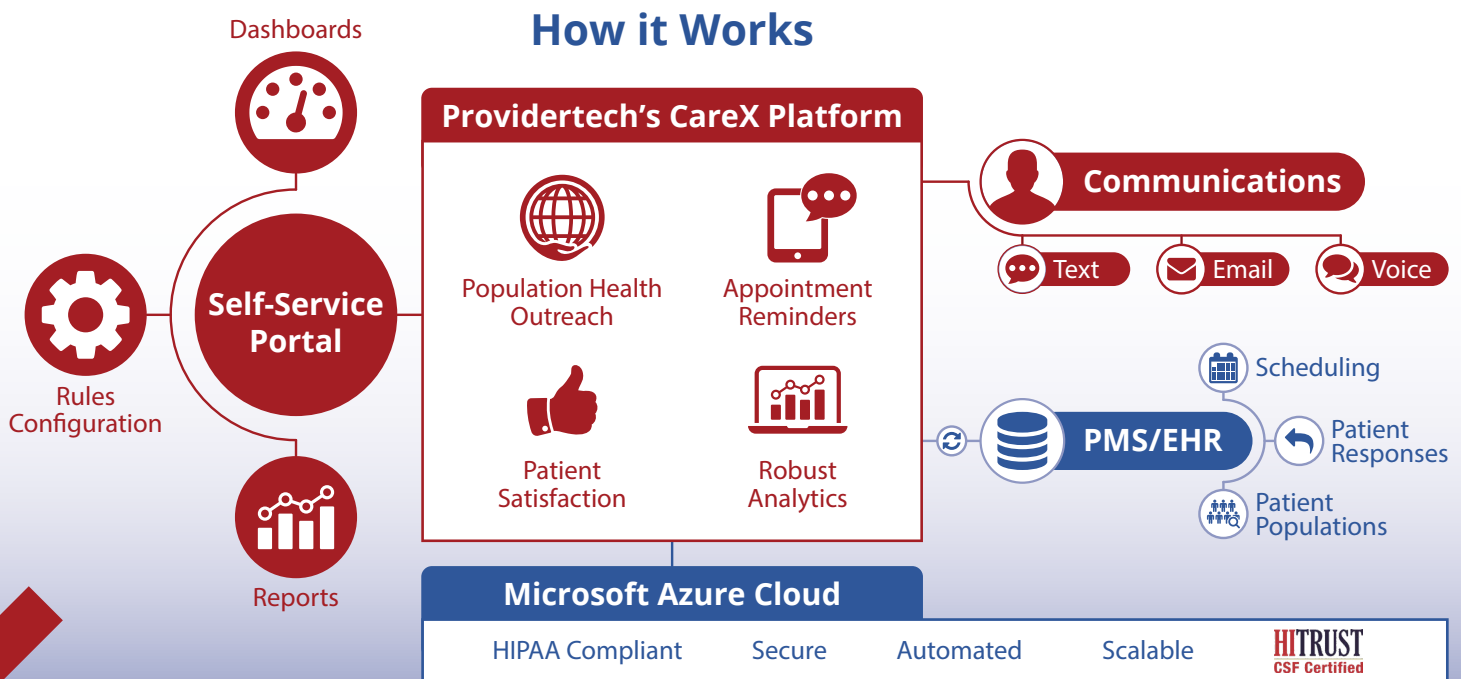 How it Works
Dashboards
Rules
Configuration
Self-Service
Portal
Reports
Providertech's CareX Platform
Population Health
Outreach
Appointment
Reminders
Patient
Satisfaction
Robust
Analytics
Communications
Text
Email
Voice
PMS/EHR
Scheduling
Patient
Responses
Patient
Populations
Microsoft Azure Cloud
HIPAA Compliant
Secure
Automated
Scalable
HITRUST
CSF Certified